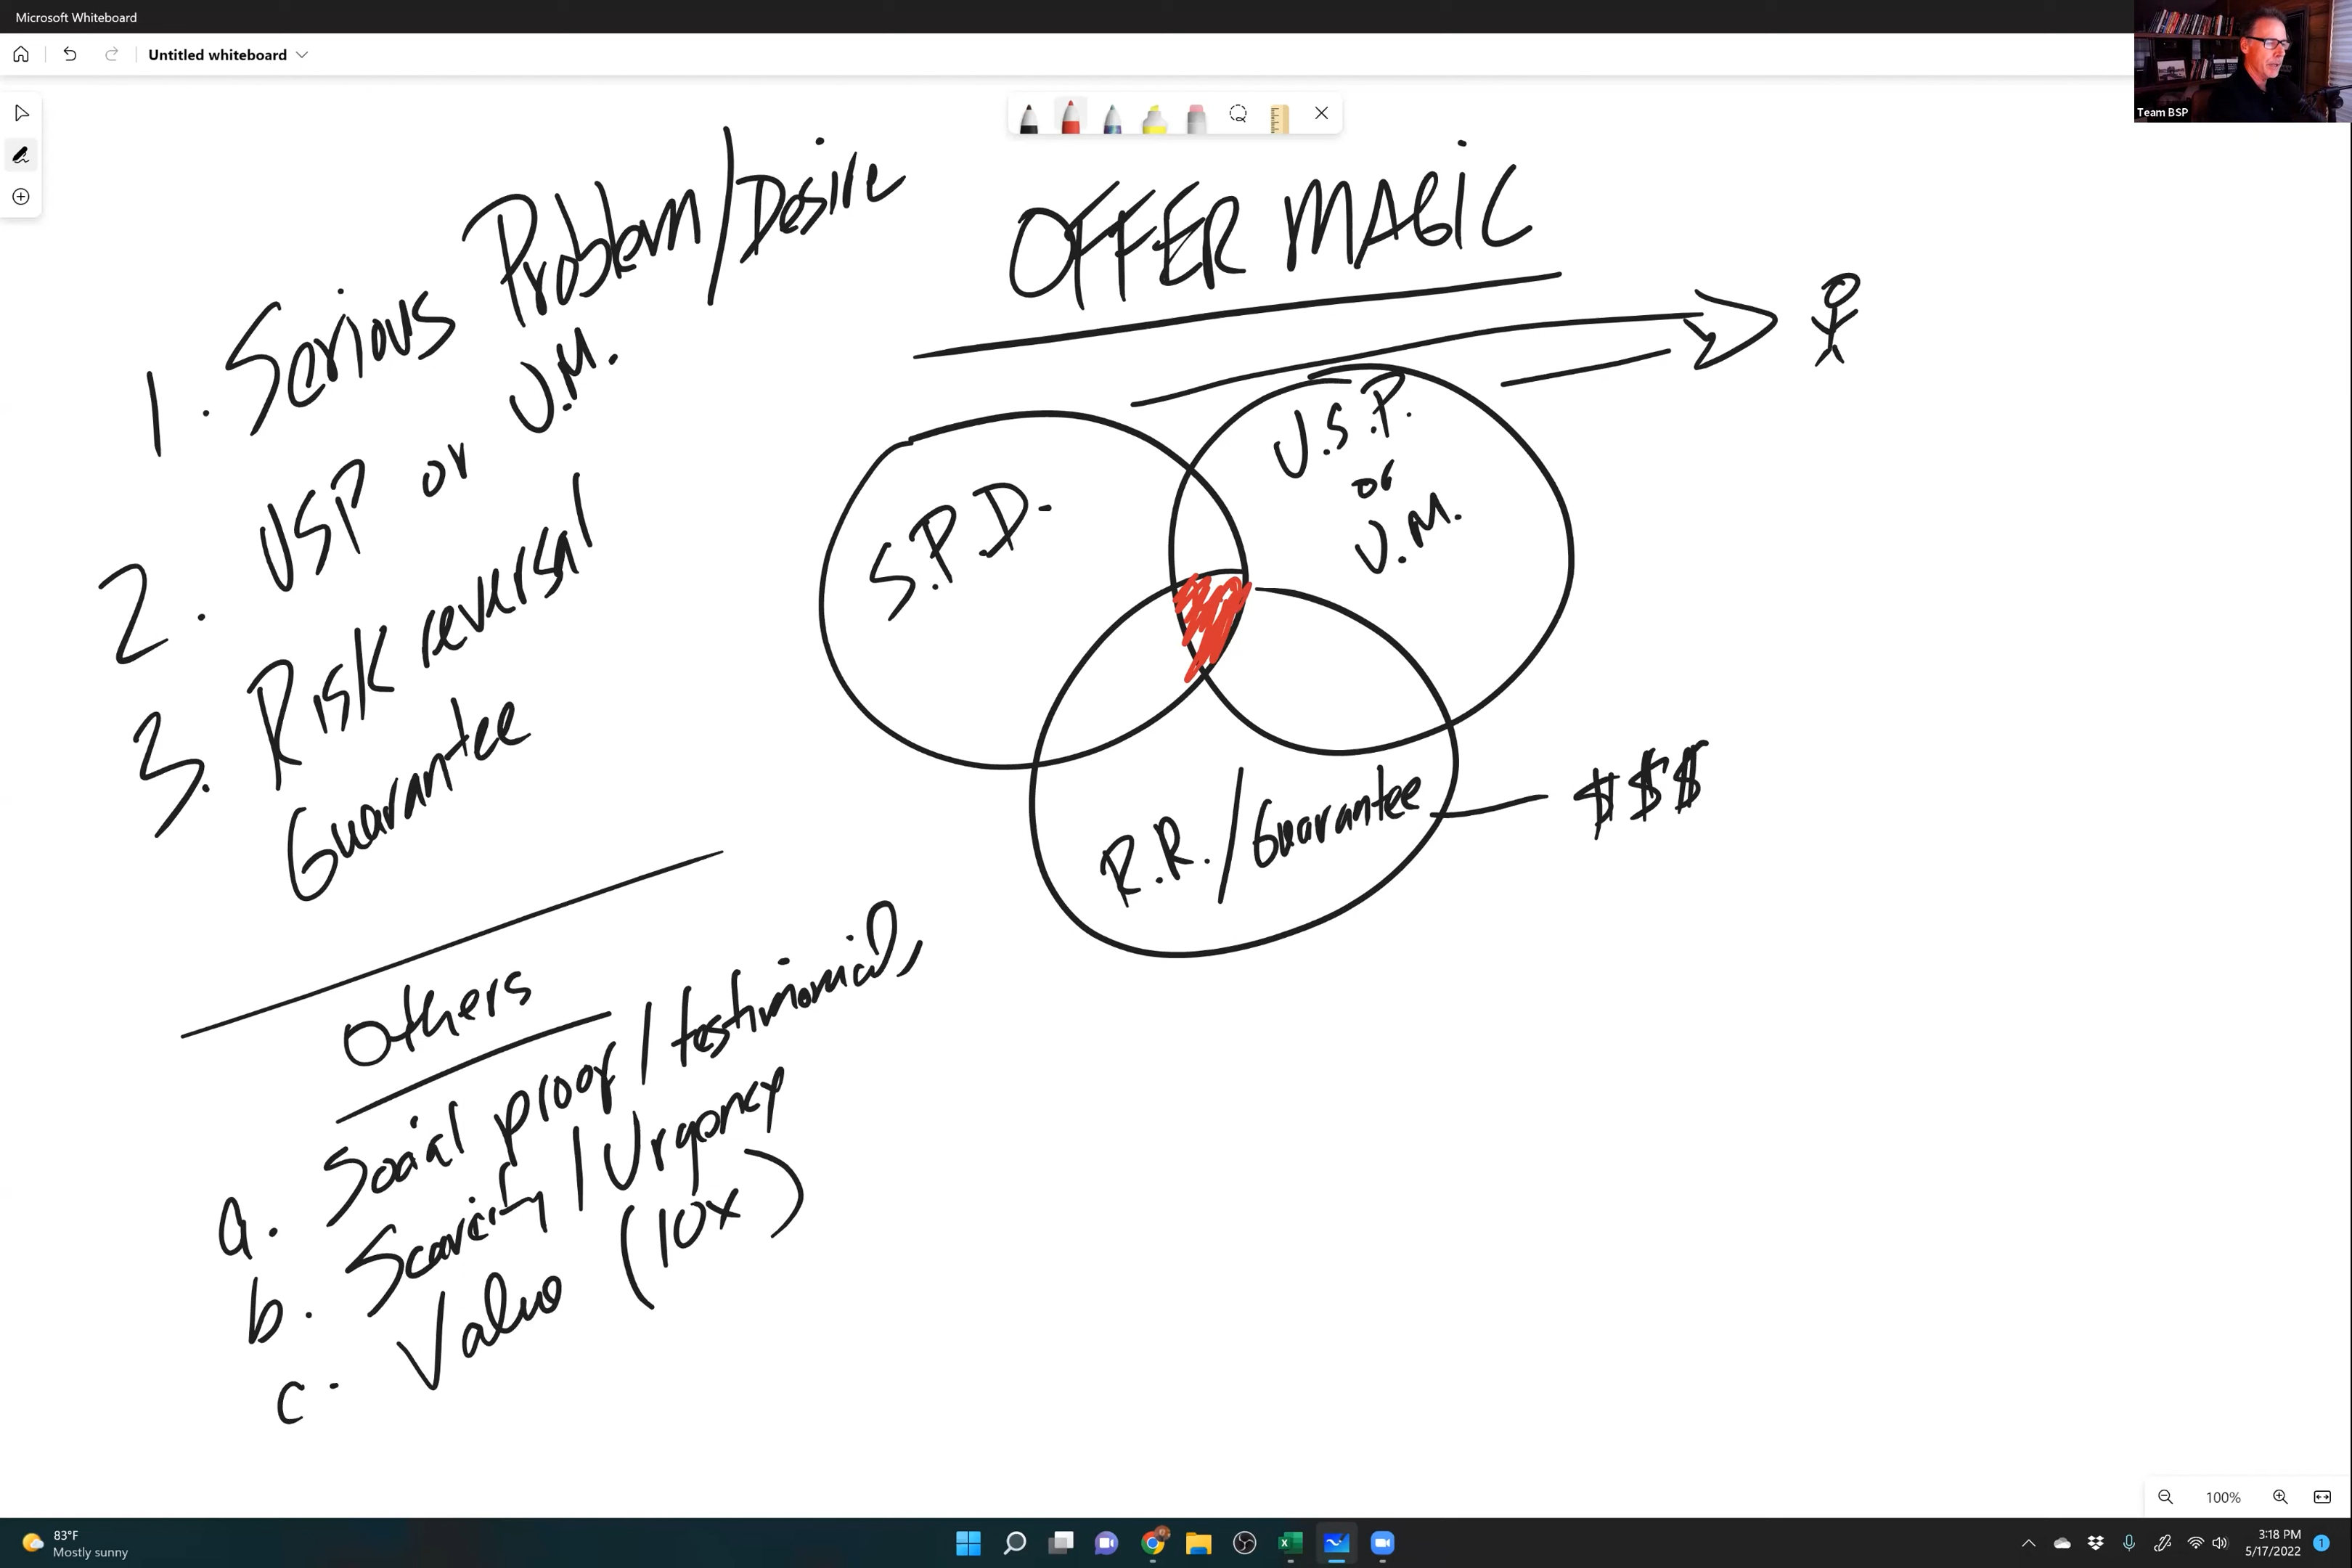 Microsoft Whiteboard
Untitled whiteboard
Team BSP
OFFER MAGIC
1. Serious Problem/Desire
2. USP or U.M.
3. Risk reversal
Guarantee
S.P.D.
U.S.P.
or
U.M.
R.R./Guarantee
$$$
Others
a. Social proof/testimonials
b. Scarcity/Urgency
c. Value (10x)
100%
83°F
Mostly sunny
3:18 PM
5/17/2022
1